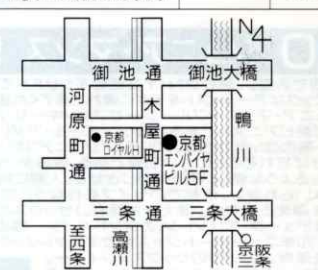 N
御池通
御池大橋
河原町通
木屋町通
鴨川
京都
ロイヤルH
京都
エンパイヤ
ビル5F
三条通
三条大橋
至四条
高瀬川
京阪
三条